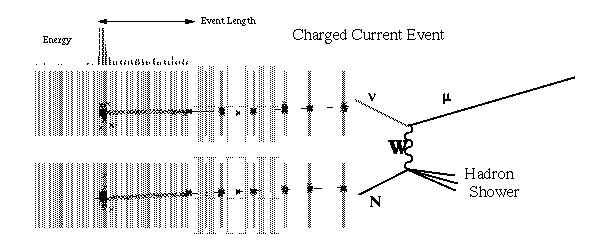 Event Length
Energy
Charged Current Event
ν
μ
W
Hadron
Shower
N